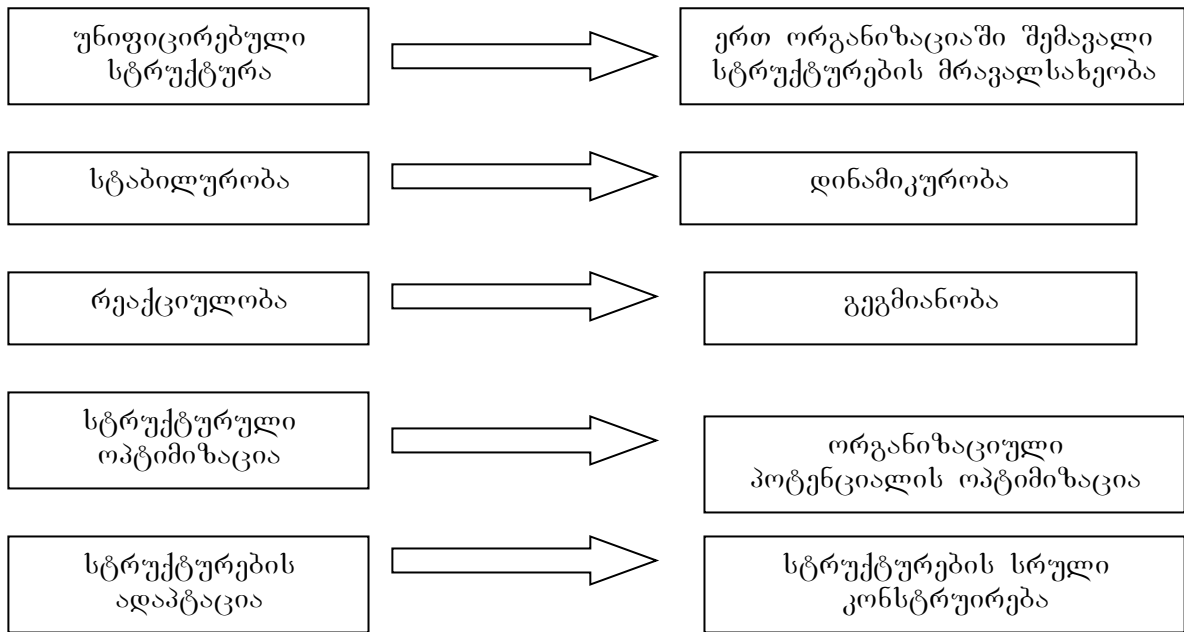 უნიფიცირებული
სტრუქტურა
ერთ ორგანიზაციაში შემავალი
სტრუქტურების მრავალსახეობა
სტაბილურობა
დინამიკურობა
რეაქციულობა
გეგმიანობა
სტრუქტურული
ოპტიმიზაცია
ორგანიზაციული
პოტენციალის ოპტიმიზაცია
სტრუქტურების
ადაპტაცია
სტრუქტურების სრული
კონსტრუირება